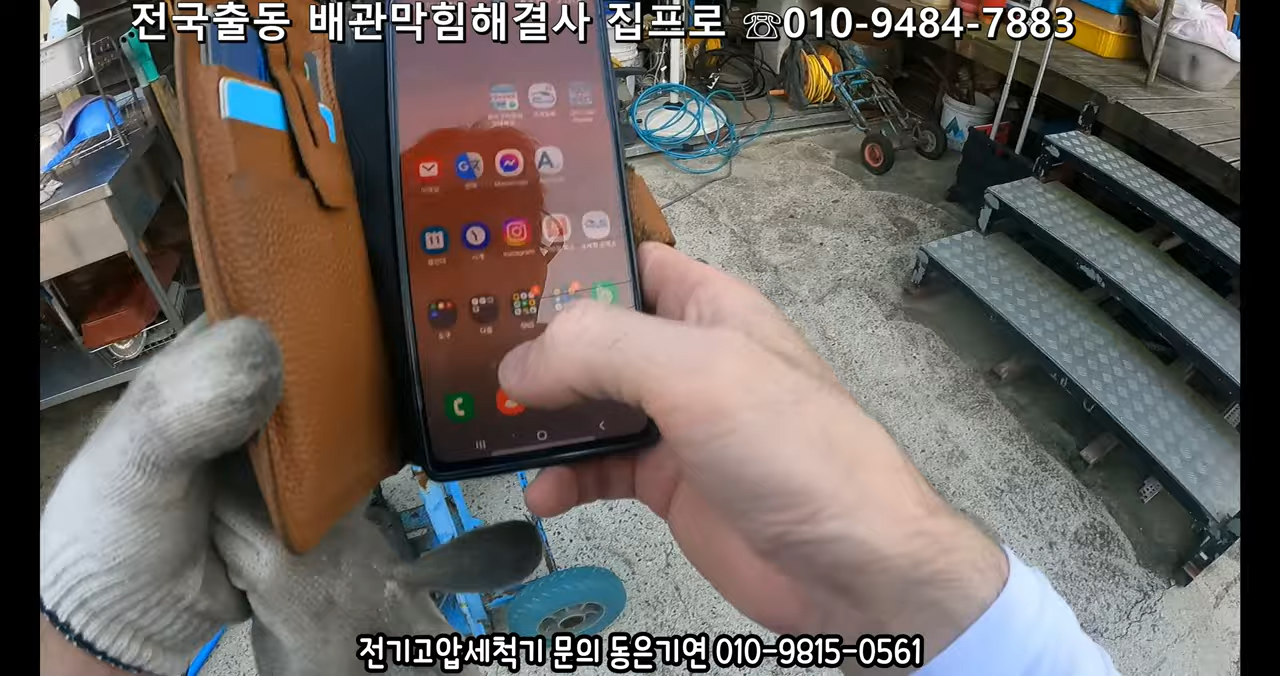 전국출동 배관막힘해결사 집프로 ☏010-9484-7883
Instagram
전기고압세척기 문의 동은기연 010-9815-0561